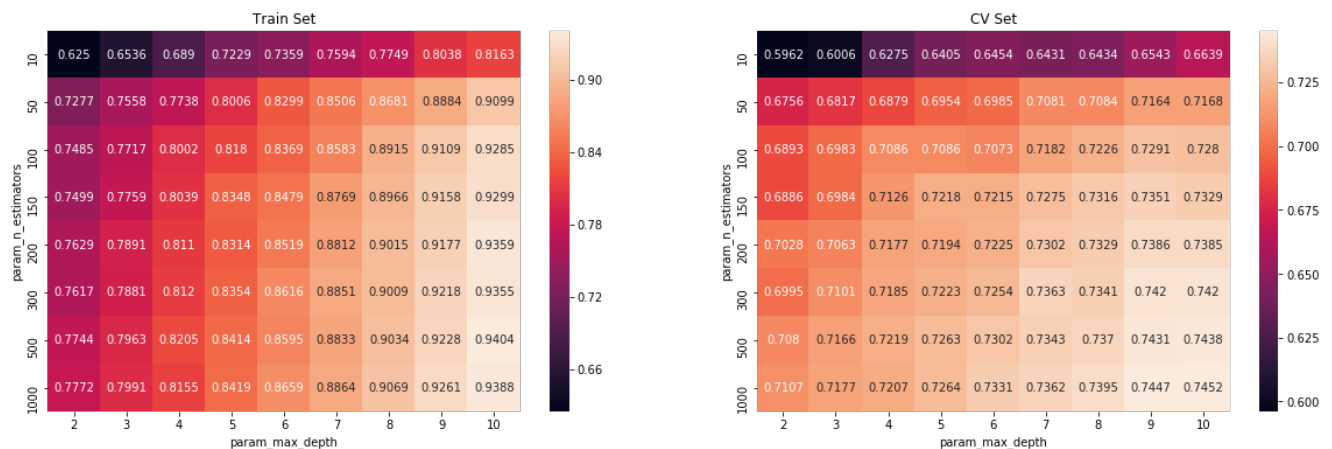 Train Set
10 0.625 0.6536 0.689 0.7229 0.7359 0.7594 0.7749 0.8038 0.8163
50 0.7277 0.7558 0.7738 0.8006 0.8299 0.8506 0.8681 0.8884 0.9099
100 0.7485 0.7717 0.8002 0.818 0.8369 0.8583 0.8915 0.9109 0.9285
150 0.7499 0.7759 0.8039 0.8348 0.8479 0.8769 0.8966 0.9158 0.9299
200 0.7629 0.7891 0.811 0.8314 0.8519 0.8812 0.9015 0.9177 0.9359
300 0.7617 0.7881 0.812 0.8354 0.8616 0.8851 0.9009 0.9218 0.9355
500 0.7744 0.7963 0.8205 0.8414 0.8595 0.8833 0.9034 0.9228 0.9404
1000 0.7772 0.7991 0.8155 0.8419 0.8659 0.8864 0.9069 0.9261 0.9388
2 3 4 5 6 7 8 9 10
param_max_depth
param_n_estimators
0.90
0.84
0.78
0.72
0.66
CV Set
10 0.5962 0.6006 0.6275 0.6405 0.6454 0.6431 0.6434 0.6543 0.6639
50 0.6756 0.6817 0.6879 0.6954 0.6985 0.7081 0.7084 0.7164 0.7168
100 0.6893 0.6983 0.7086 0.7086 0.7073 0.7182 0.7226 0.7291 0.728
150 0.6886 0.6984 0.7126 0.7218 0.7215 0.7275 0.7316 0.7351 0.7329
200 0.7028 0.7063 0.7177 0.7194 0.7225 0.7302 0.7329 0.7386 0.7385
300 0.6995 0.7101 0.7185 0.7223 0.7254 0.7363 0.7341 0.742 0.742
500 0.708 0.7166 0.7219 0.7263 0.7302 0.7343 0.737 0.7431 0.7438
1000 0.7107 0.7177 0.7207 0.7264 0.7331 0.7362 0.7395 0.7447 0.7452
2 3 4 5 6 7 8 9 10
param_max_depth
param_n_estimators
0.725
0.700
0.675
0.650
0.625
0.600